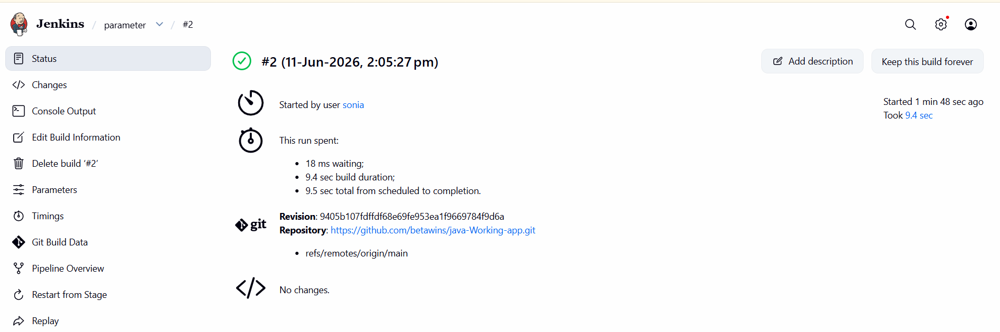 Jenkins / parameter / #2
Status
Changes
Console Output
Edit Build Information
Delete build ‘#2’
Parameters
Timings
Git Build Data
Pipeline Overview
Restart from Stage
Replay
#2 (11-Jun-2026, 2:05:27 pm)
Add description
Keep this build forever
Started by user sonia
Started 1 min 48 sec ago
Took 9.4 sec
This run spent:
• 18 ms waiting;
• 9.4 sec build duration;
• 9.5 sec total from scheduled to completion.
git
Revision: 9405b107fdffdf68e69fe953ea1f9669784f9d6a
Repository: https://github.com/betawins/java-Working-app.git
• refs/remotes/origin/main
No changes.